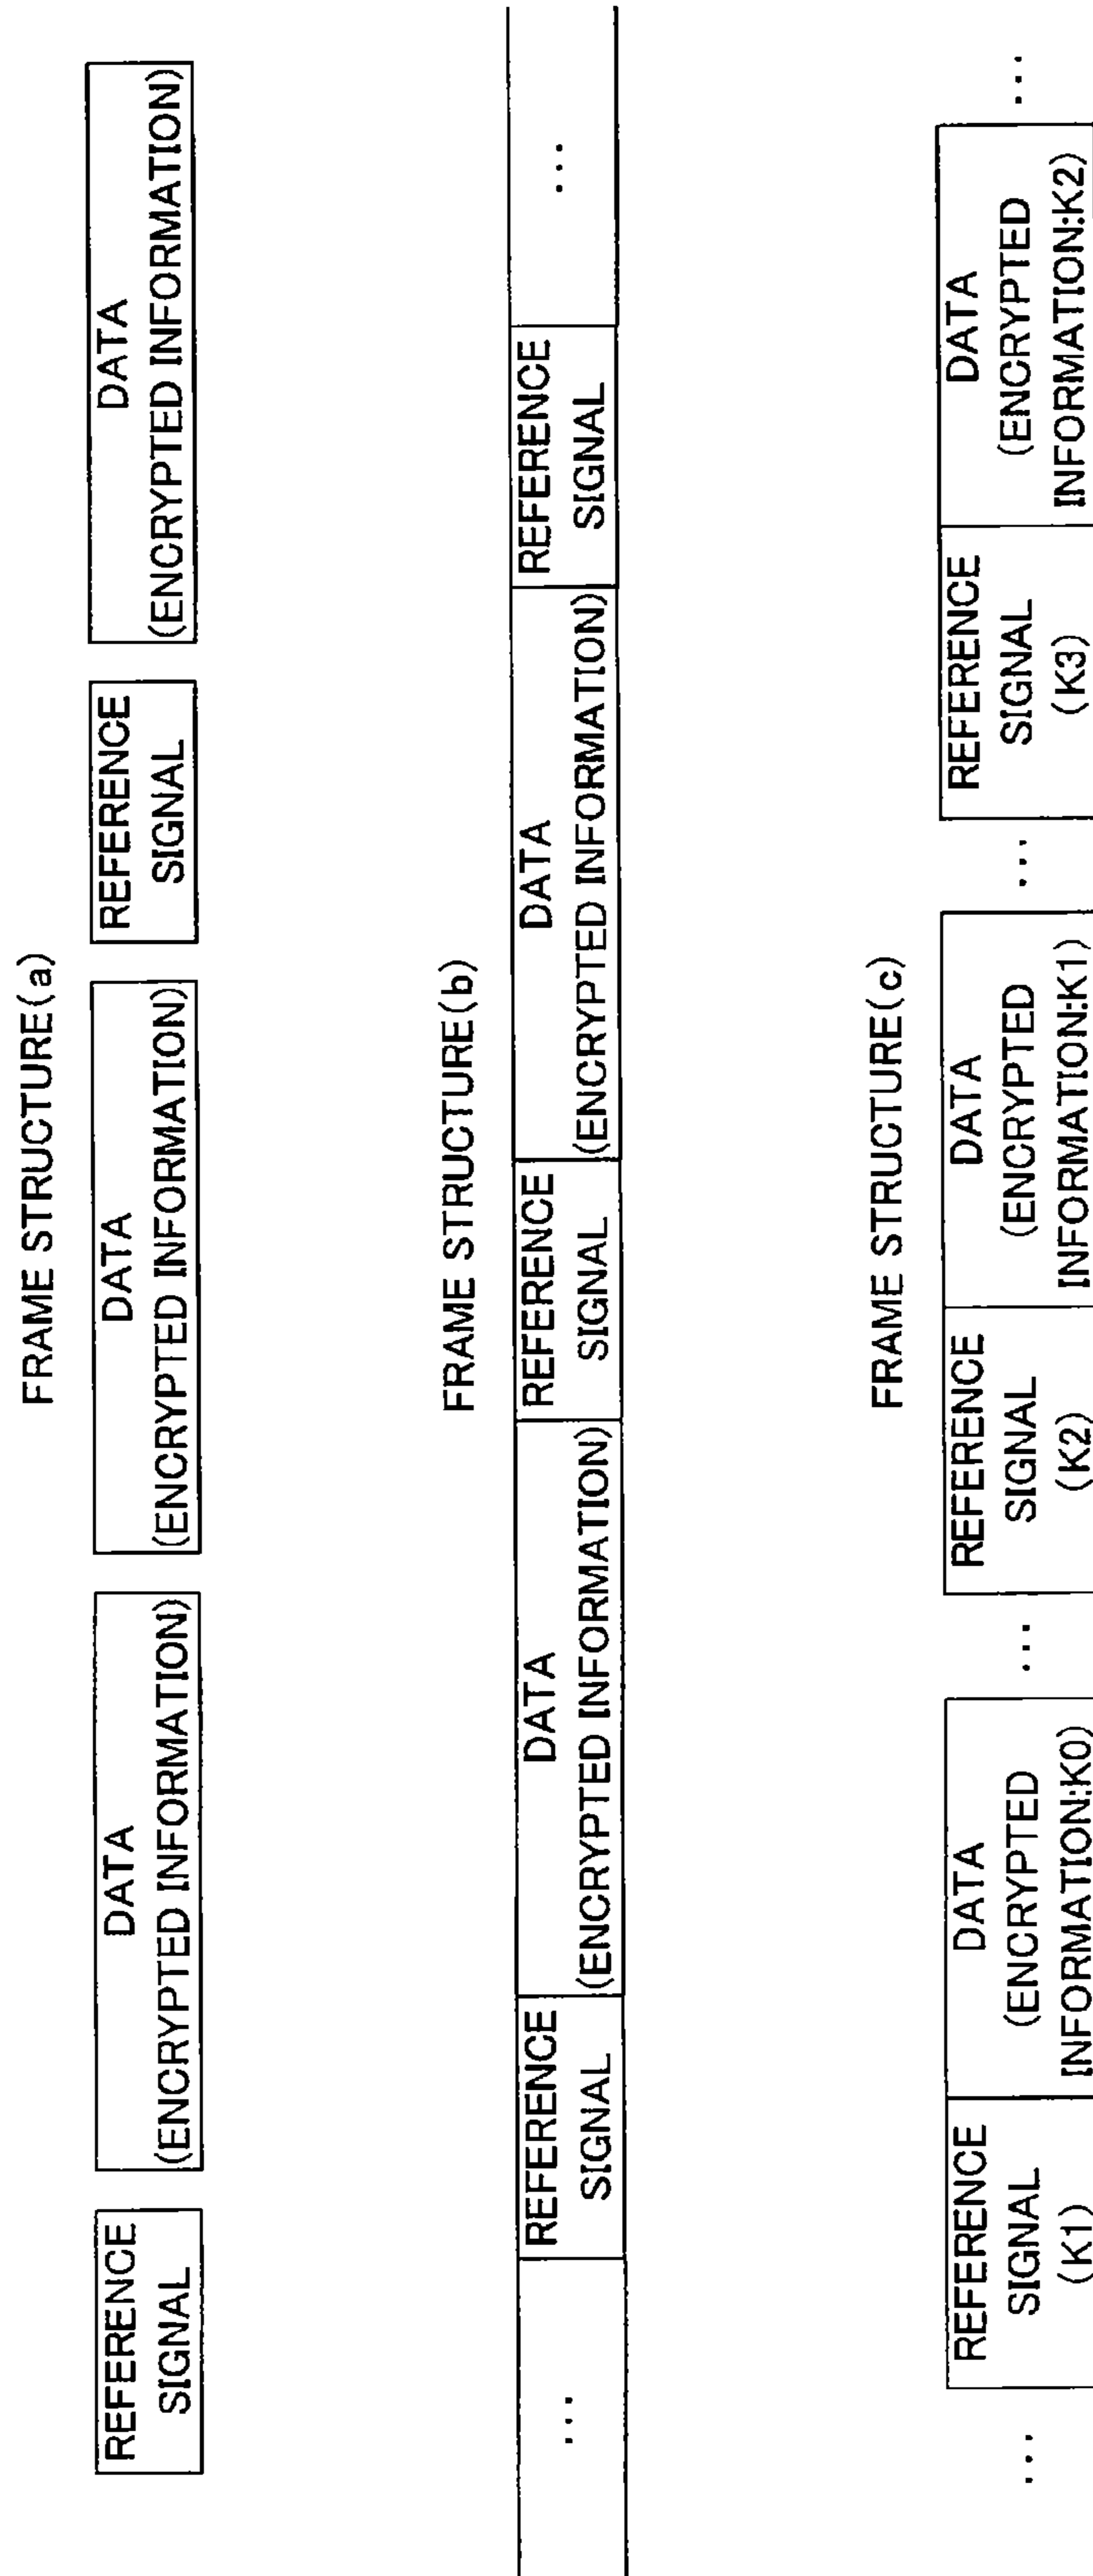 FRAME STRUCTURE(a)
REFERENCE
SIGNAL
DATA
(ENCRYPTED INFORMATION)
DATA
(ENCRYPTED INFORMATION)
REFERENCE
SIGNAL
DATA
(ENCRYPTED INFORMATION)
FRAME STRUCTURE(b)
...
REFERENCE
SIGNAL
DATA
(ENCRYPTED INFORMATION)
REFERENCE
SIGNAL
DATA
(ENCRYPTED INFORMATION)
REFERENCE
SIGNAL
...
FRAME STRUCTURE(c)
...
REFERENCE
SIGNAL
(K1)
DATA
(ENCRYPTED
INFORMATION:K0)
...
REFERENCE
SIGNAL
(K2)
DATA
(ENCRYPTED
INFORMATION:K1)
...
REFERENCE
SIGNAL
(K3)
DATA
(ENCRYPTED
INFORMATION:K2)
...